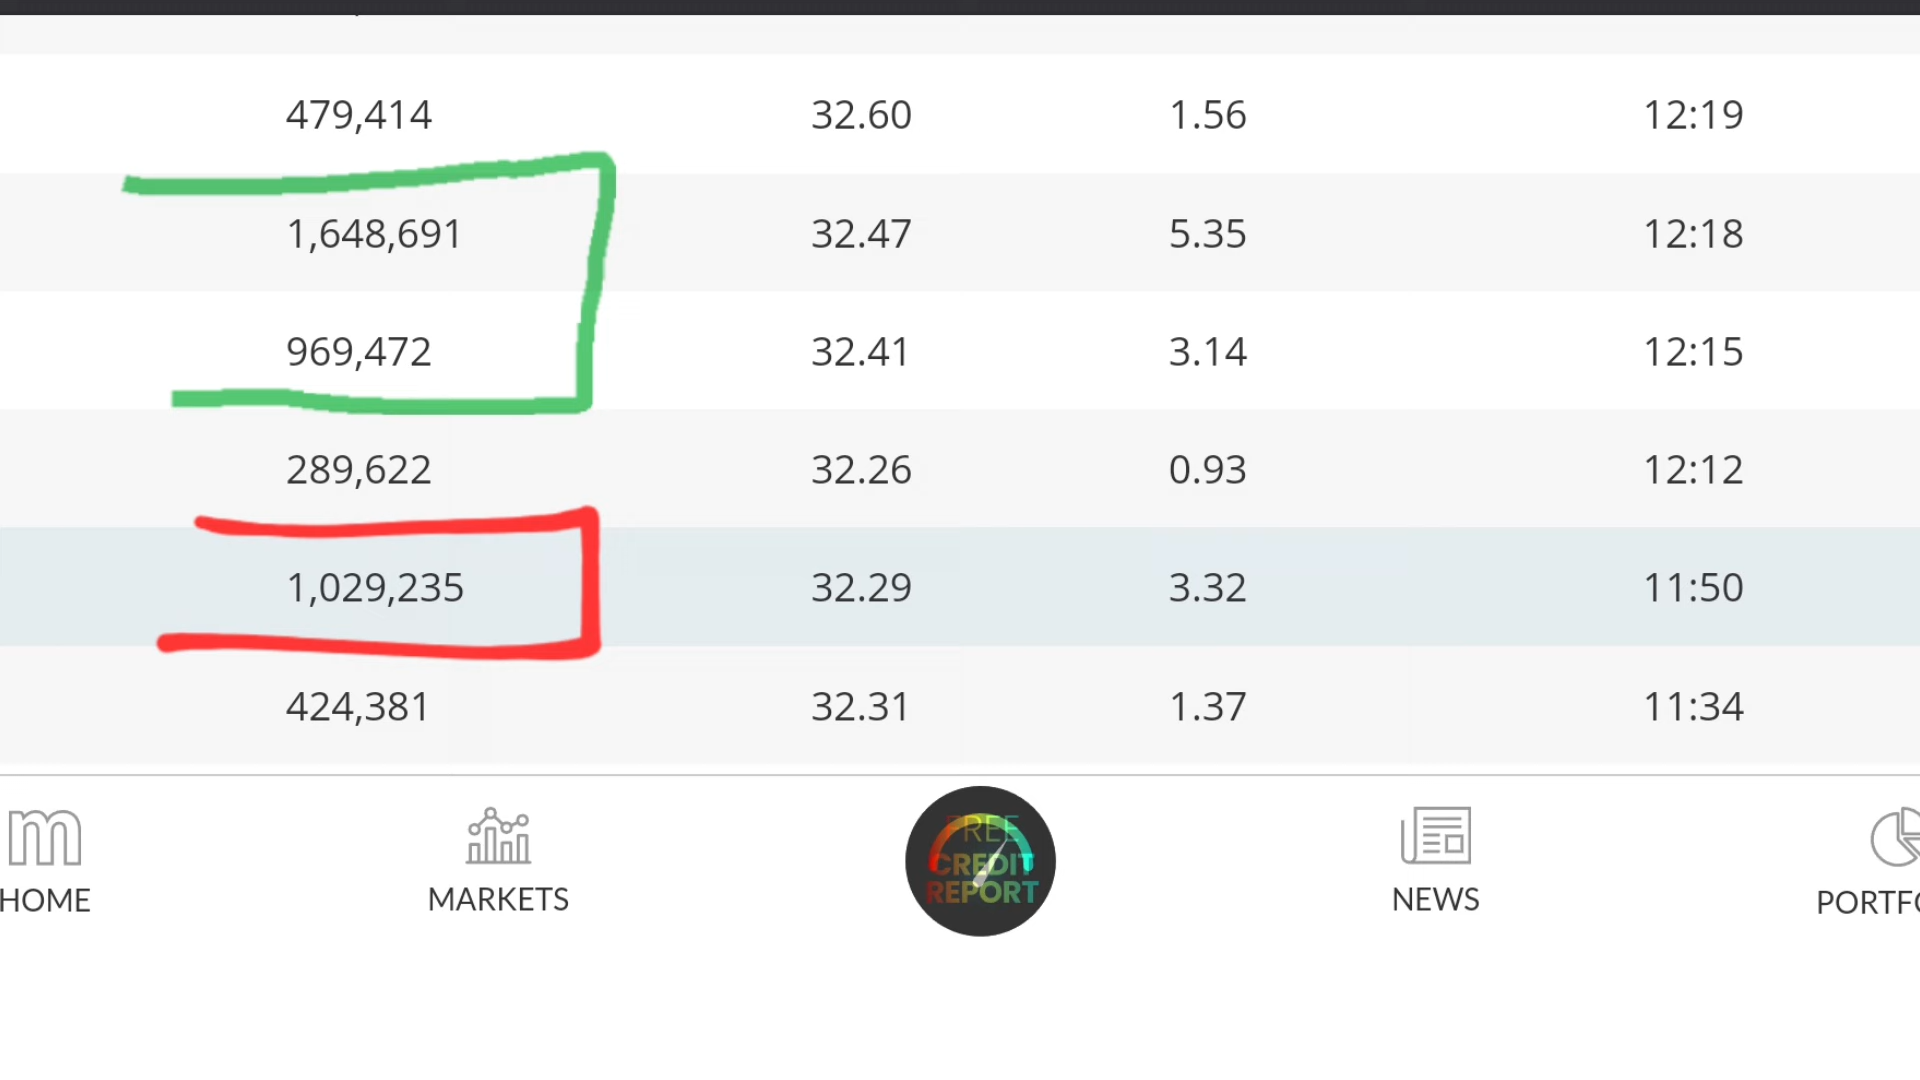 479,414 32.60 1.56 12:19
1,648,691 32.47 5.35 12:18
969,472 32.41 3.14 12:15
289,622 32.26 0.93 12:12
1,029,235 32.29 3.32 11:50
424,381 32.31 1.37 11:34
m
FREE
CREDIT
REPORT
HOME MARKETS NEWS PORTFO